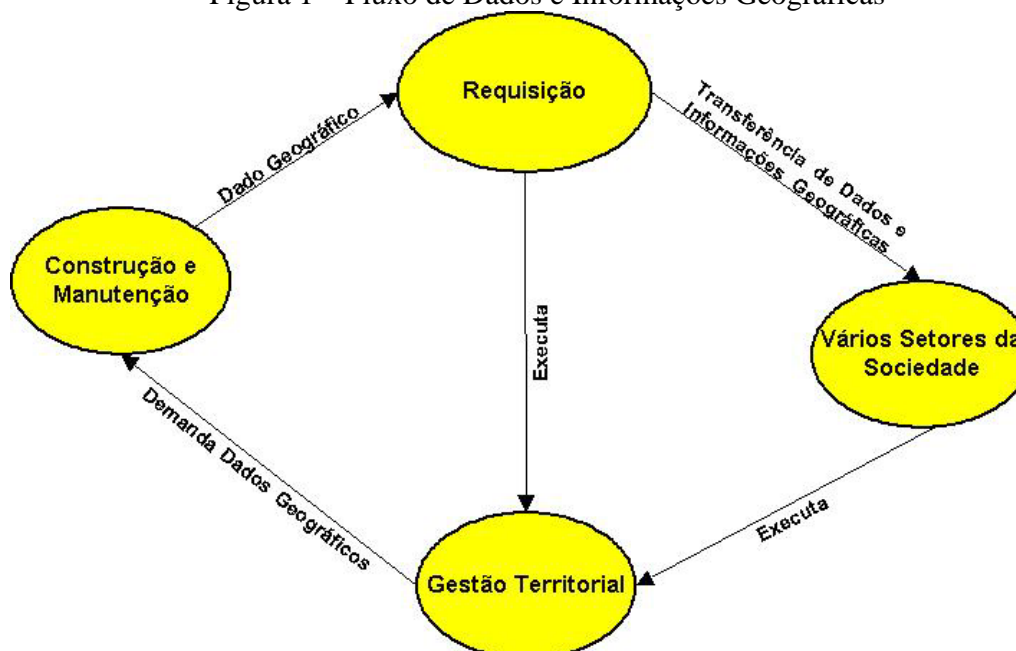 Figura 1 – Fluxo de Dados e Informações Geográficas
Requisição
Transferência de Dados e
Informações Geográficas
Dado Geográfico
Construção e
Manutenção
Executa
Vários Setores da
Sociedade
Demanda Dados Geográficos
Executa
Gestão Territorial